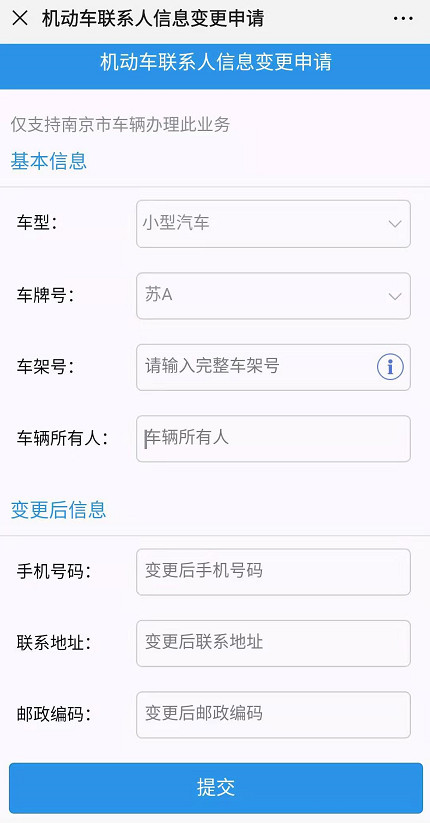 机动车联系人信息变更申请
机动车联系人信息变更申请
仅支持南京市车辆办理此业务
基本信息
车型： 小型汽车
车牌号： 苏A
车架号： 请输入完整车架号
车辆所有人： 车辆所有人
变更后信息
手机号码： 变更后手机号码
联系地址： 变更后联系地址
邮政编码： 变更后邮政编码
提交